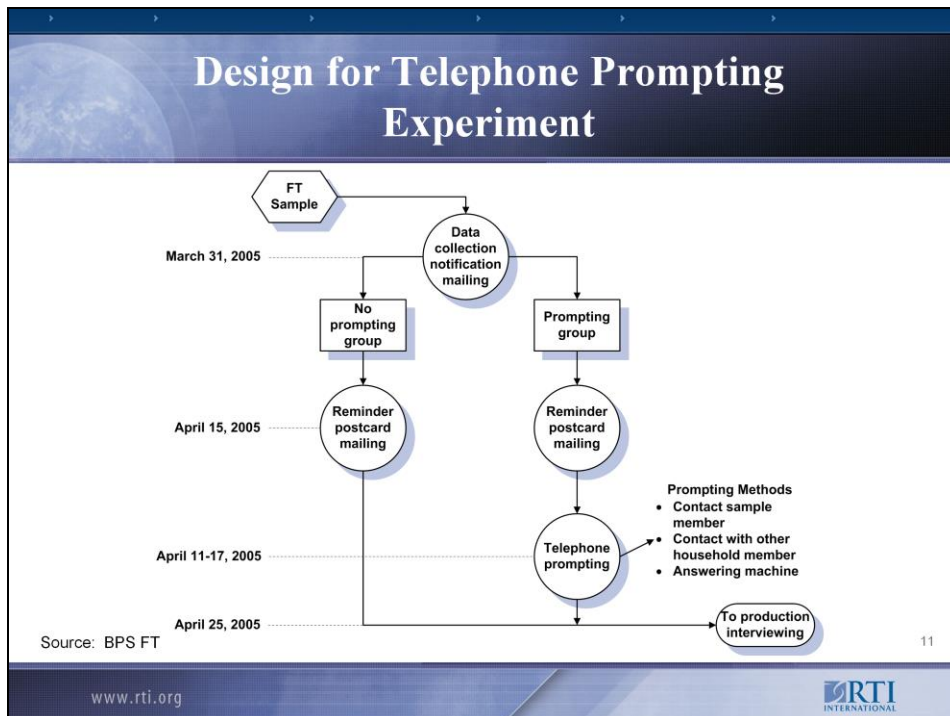 Design for Telephone Prompting
Experiment
FT
Sample
Data
collection
notification
mailing
March 31, 2005
No
prompting
group
Prompting
group
April 15, 2005
Reminder
postcard
mailing
Reminder
postcard
mailing
Prompting Methods
• Contact sample
member
• Contact with other
household member
• Answering machine
April 11-17, 2005
Telephone
prompting
April 25, 2005
To production
interviewing
Source: BPS FT
11
www.rti.org
RTI
INTERNATIONAL